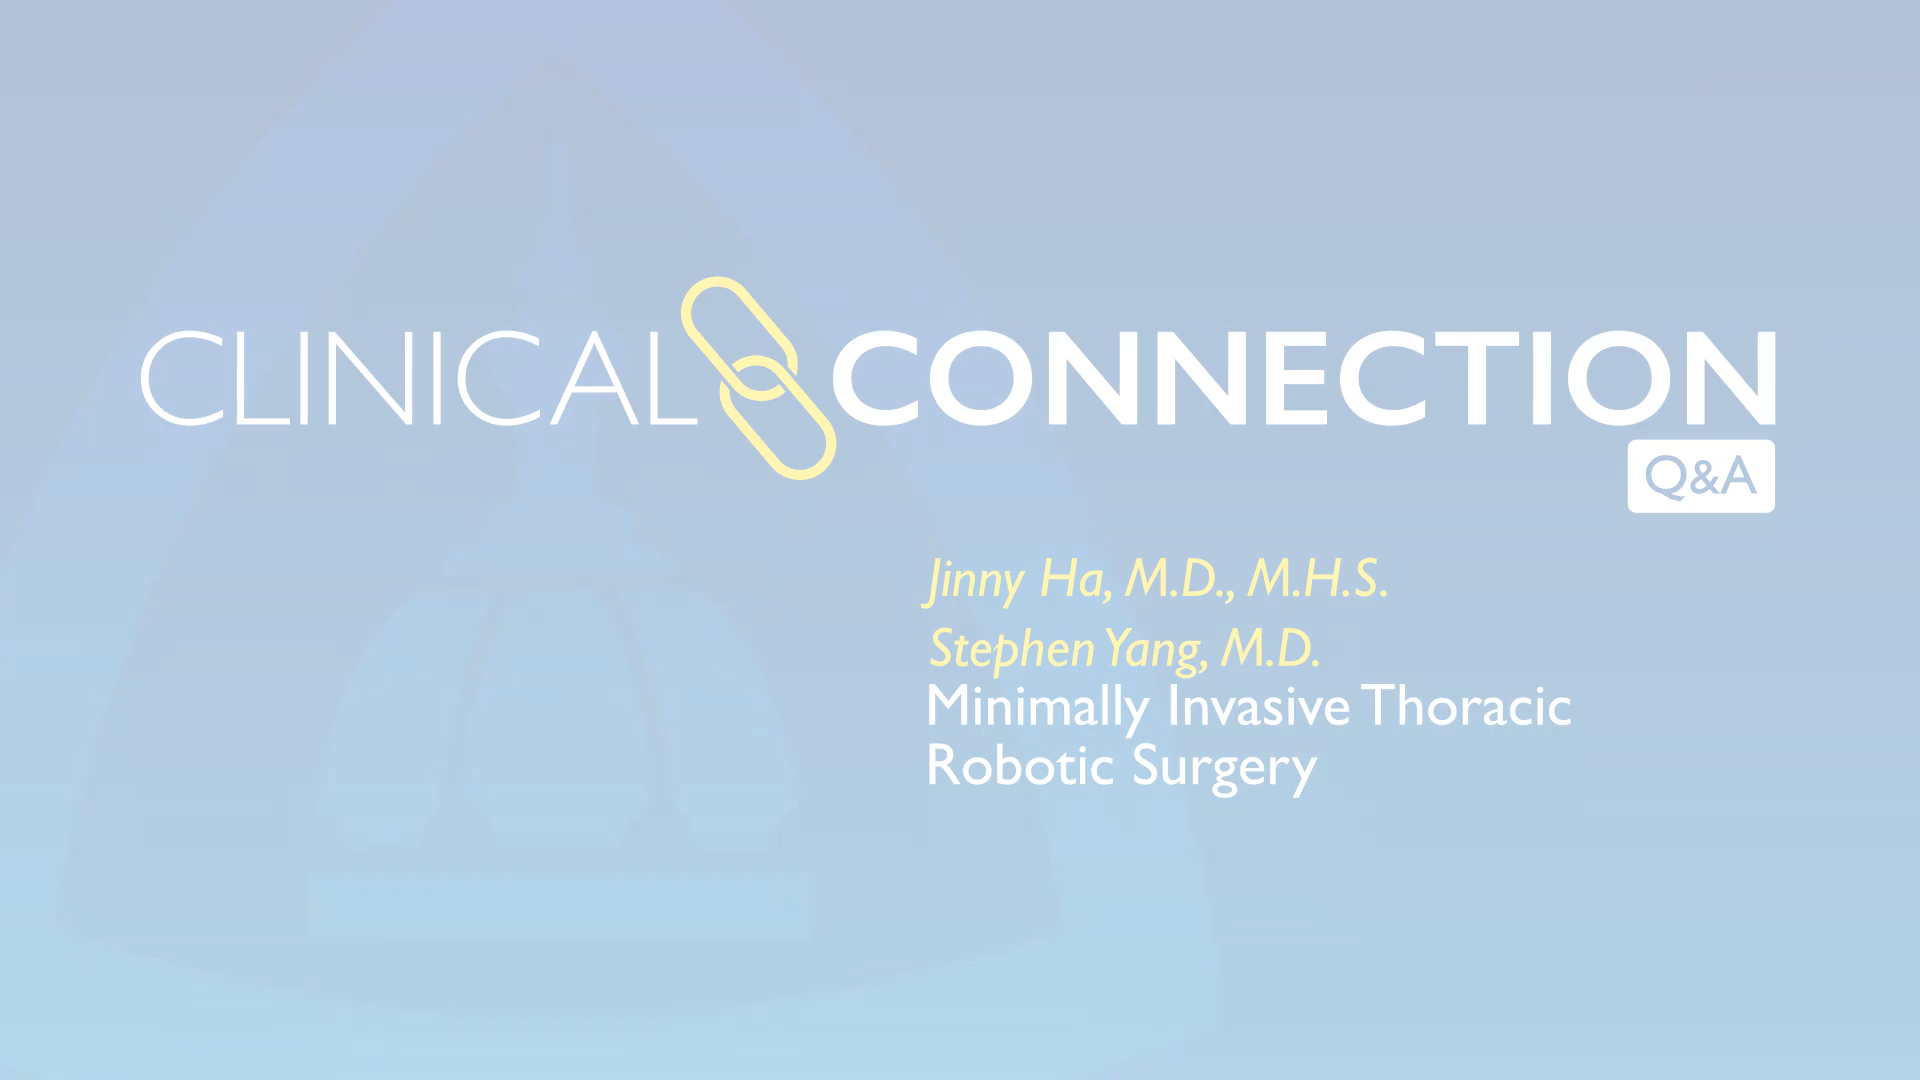 CLINICAL CONNECTION
Q&A
Jinny Ha, M.D., M.H.S.
Stephen Yang, M.D.
Minimally Invasive Thoracic
Robotic Surgery